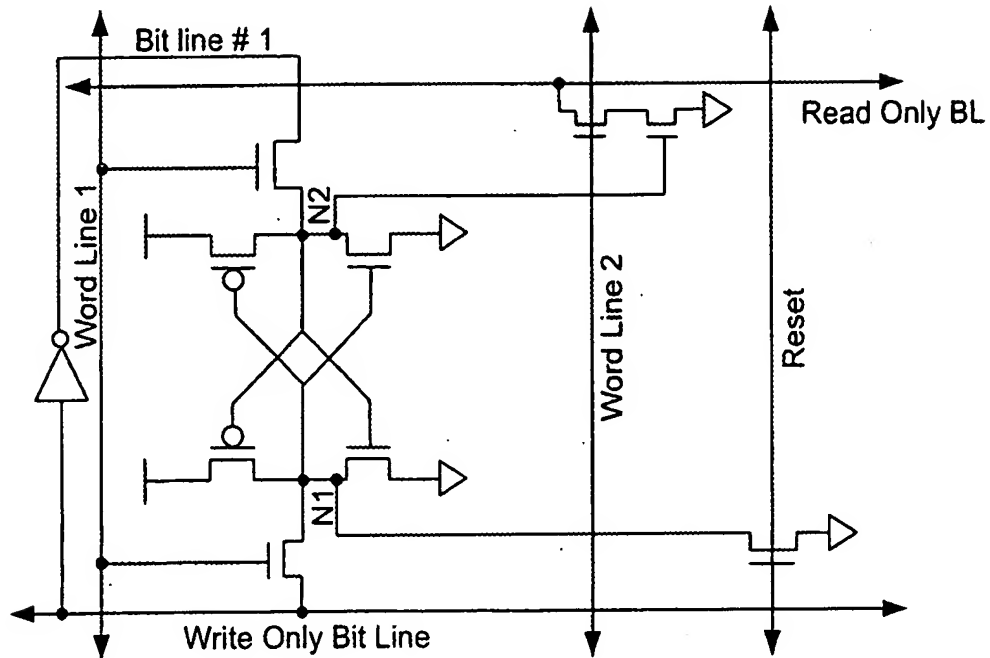 Bit line # 1
Read Only BL
Word Line 1
N2
Word Line 2
Reset
N1
Write Only Bit Line